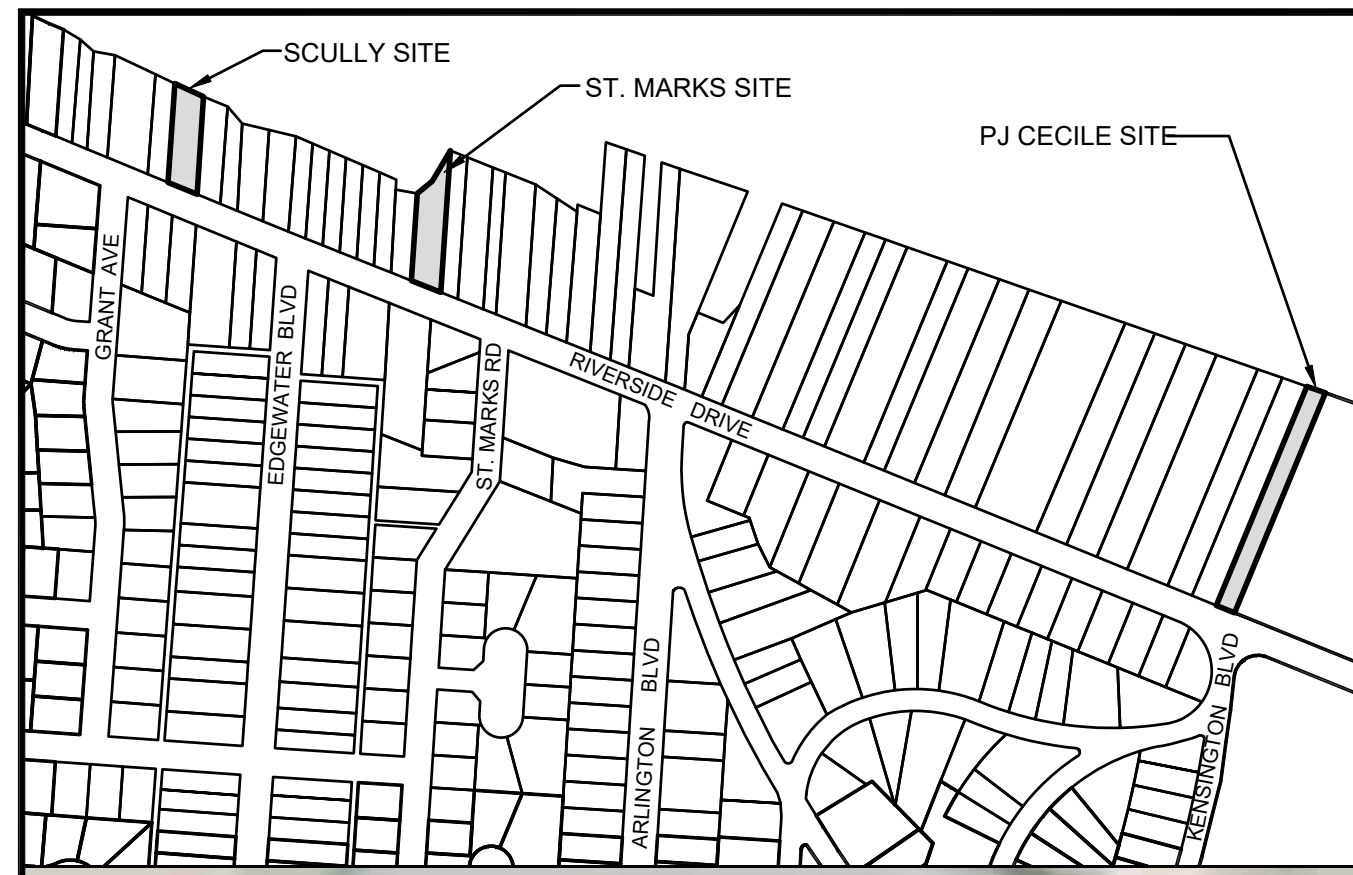 SCULLY SITE
ST. MARKS SITE
PJ CECILE SITE
GRANT AVE
EDGEWATER BLVD
ST. MARKS RD
RIVERSIDE DRIVE
ARLINGTON BLVD
KENSINGTON BLVD